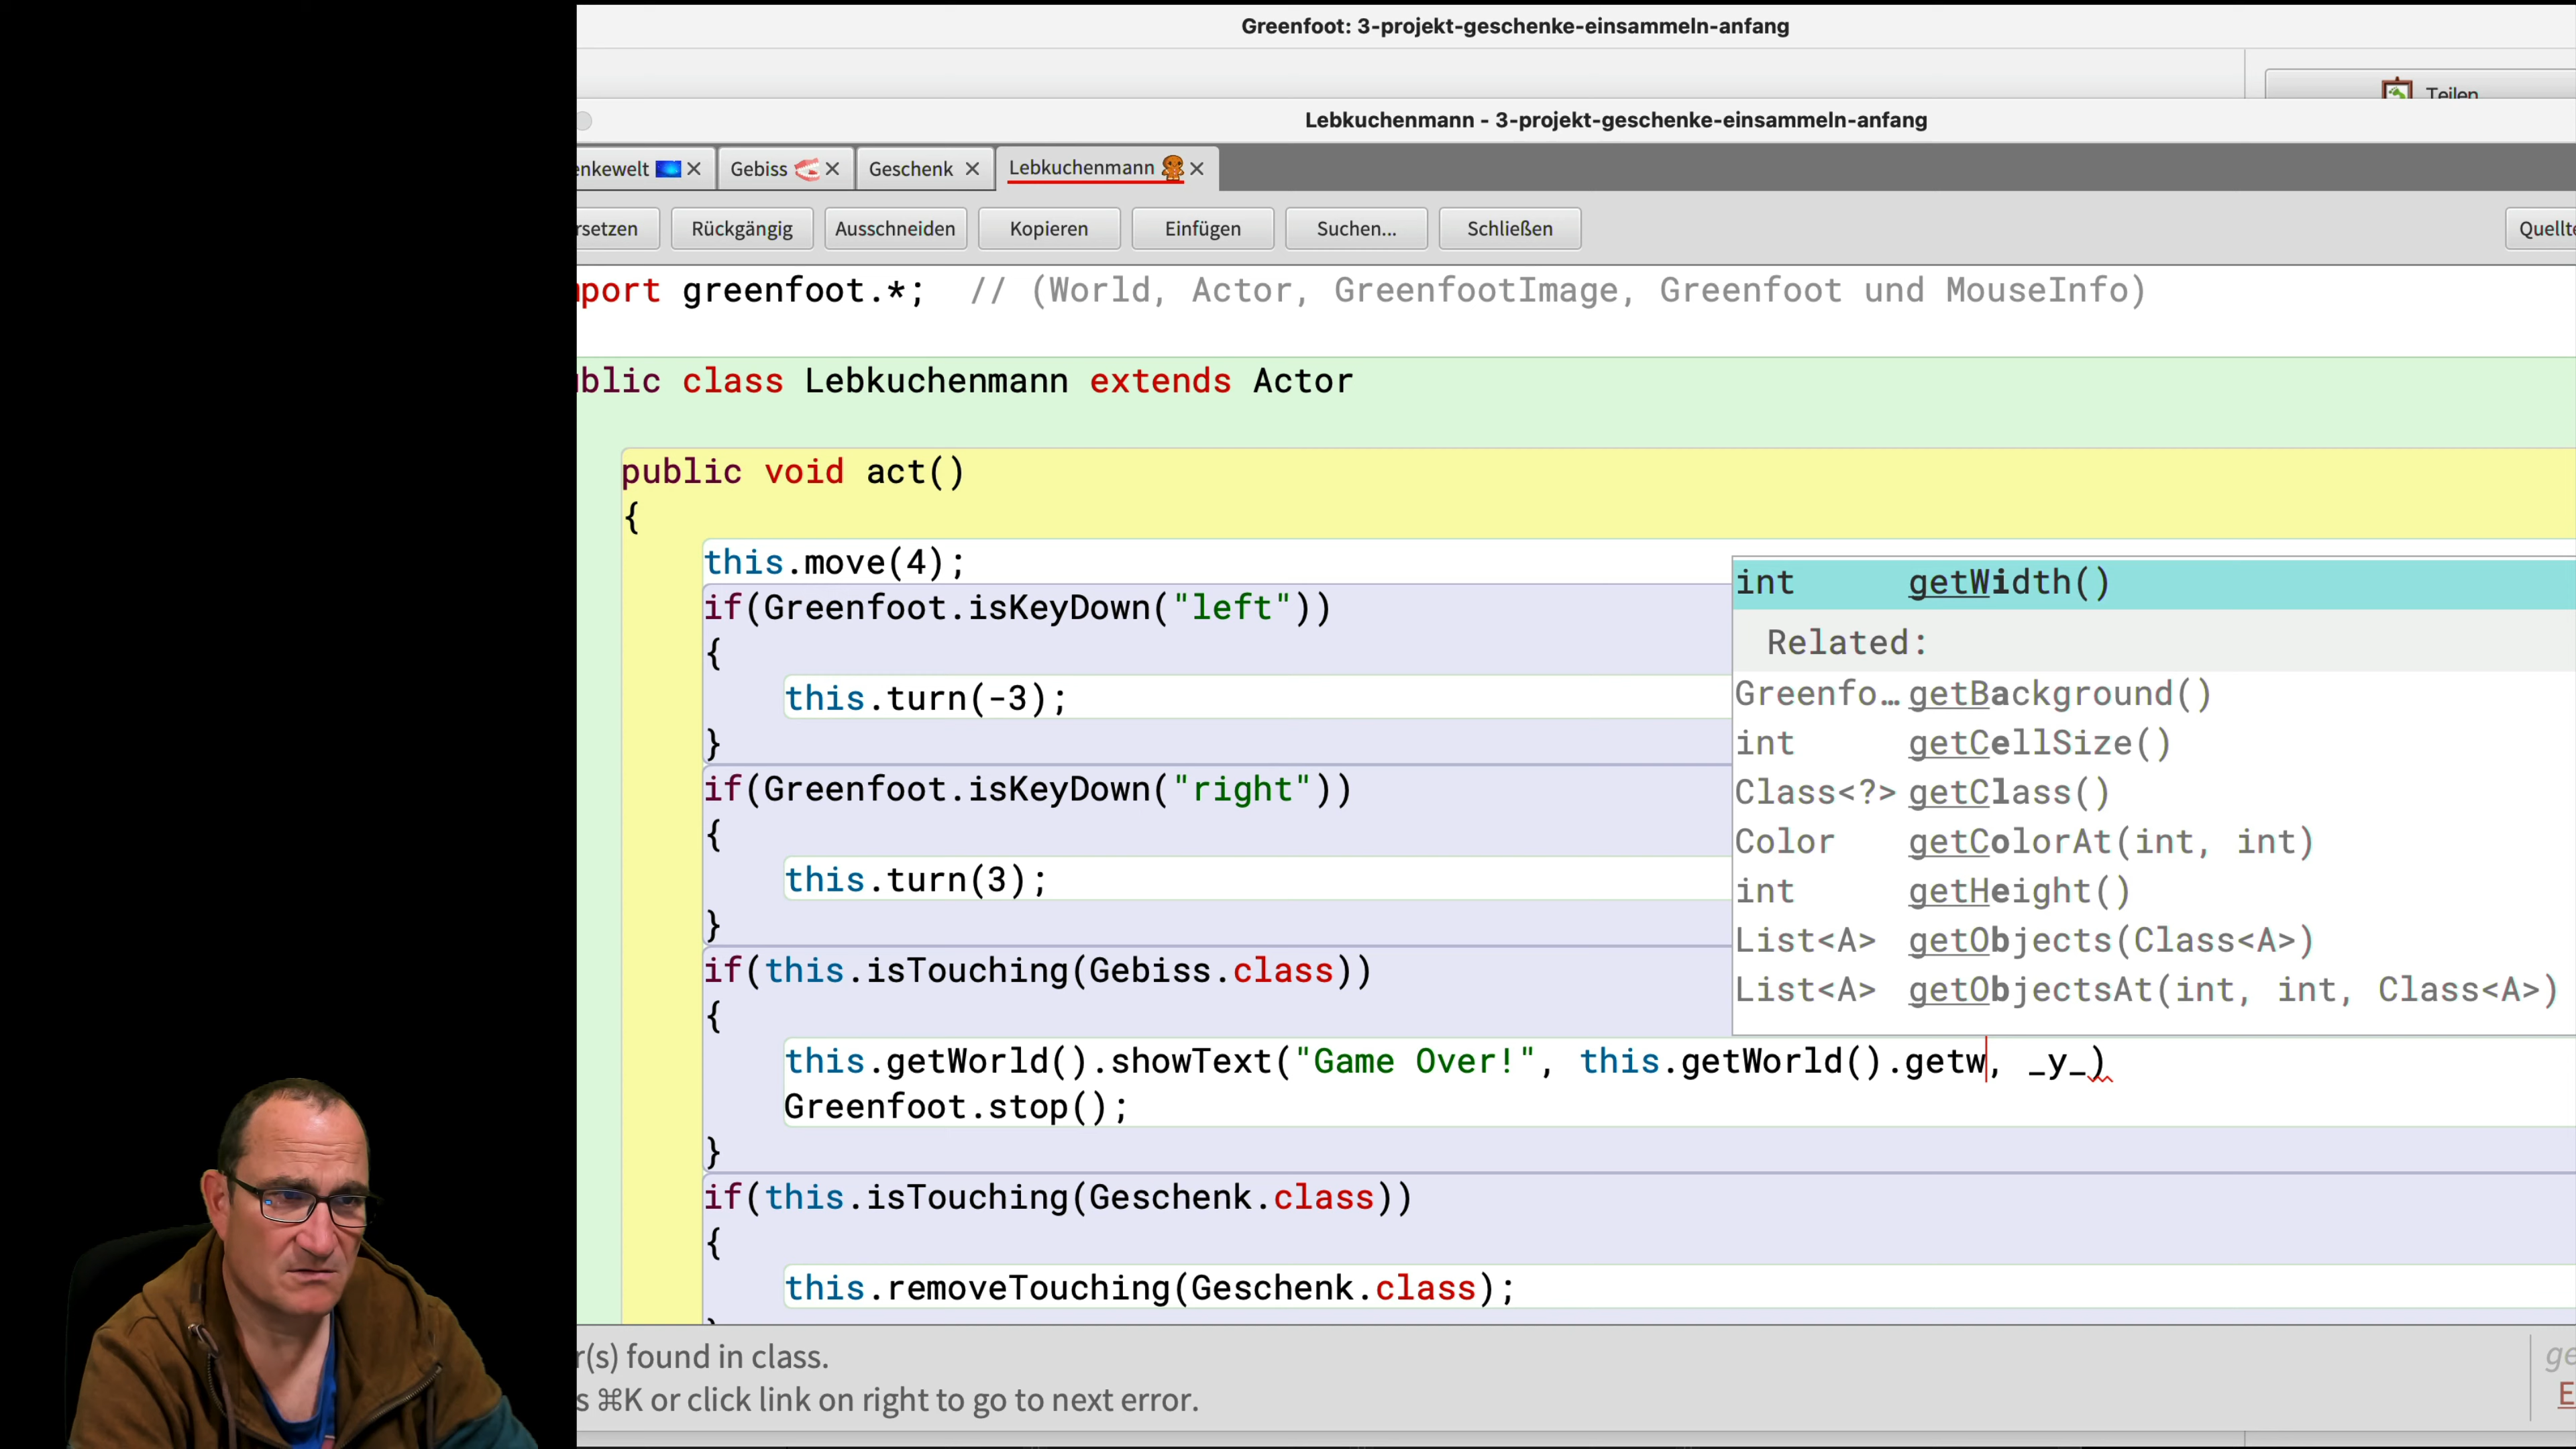 Greenfoot: 3-projekt-geschenke-einsammeln-anfang
Teilen
Lebkuchenmann - 3-projekt-geschenke-einsammeln-anfang
enkewelt Gebiss Geschenk Lebkuchenmann
rsetzen Rückgängig Ausschneiden Kopieren Einfügen Suchen... Schließen Quellte
mport greenfoot.*; // (World, Actor, GreenfootImage, Greenfoot und MouseInfo)
ublic class Lebkuchenmann extends Actor
public void act()
{
this.move(4);
if(Greenfoot.isKeyDown("left"))
{
this.turn(-3);
}
if(Greenfoot.isKeyDown("right"))
{
this.turn(3);
}
if(this.isTouching(Gebiss.class))
{
this.getWorld().showText("Game Over!", this.getWorld().getw, _y_)
Greenfoot.stop();
}
if(this.isTouching(Geschenk.class))
{
this.removeTouching(Geschenk.class);
int getWidth()
Related:
Greenfo… getBackground()
int getCellSize()
Class<?> getClass()
Color getColorAt(int, int)
int getHeight()
List<A> getObjects(Class<A>)
List<A> getObjectsAt(int, int, Class<A>)
r(s) found in class.
s ⌘K or click link on right to go to next error.
ge
E